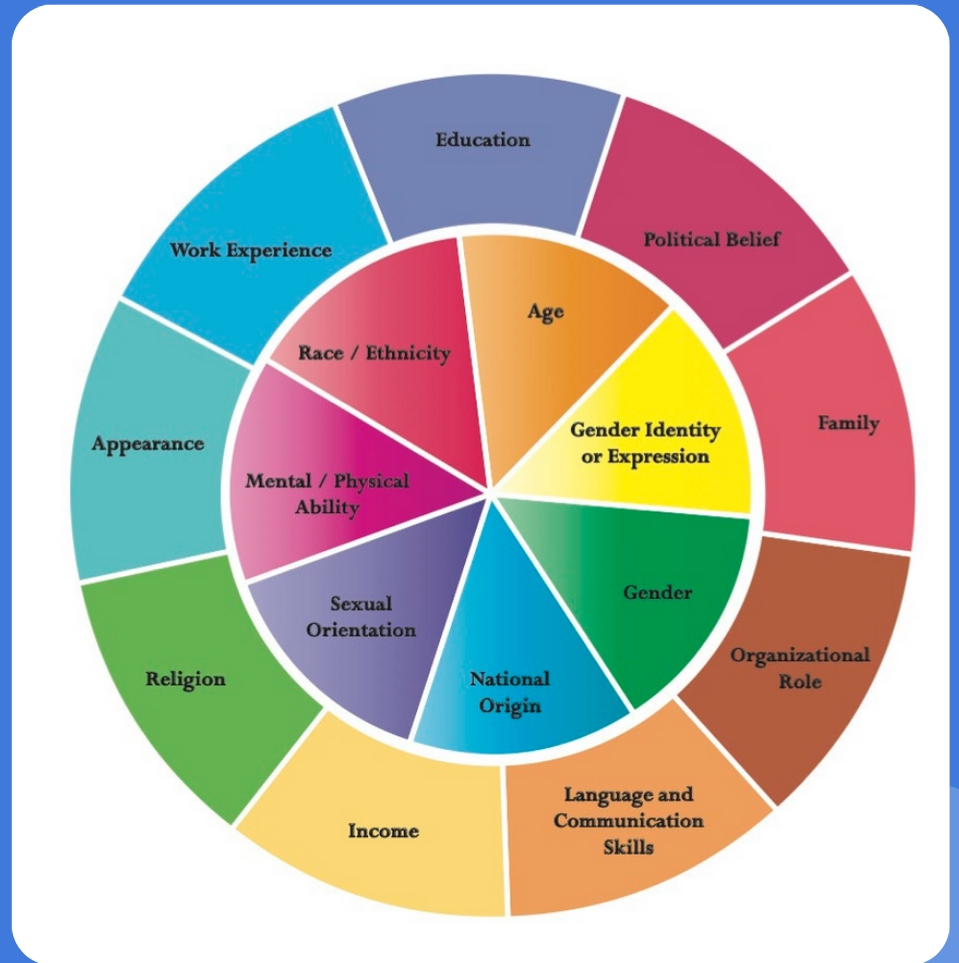 Education
Political Belief
Family
Organizational
Role
Language and
Communication
Skills
Income
Religion
Appearance
Work Experience
Age
Gender Identity
or Expression
Gender
National
Origin
Sexual
Orientation
Mental / Physical
Ability
Race / Ethnicity